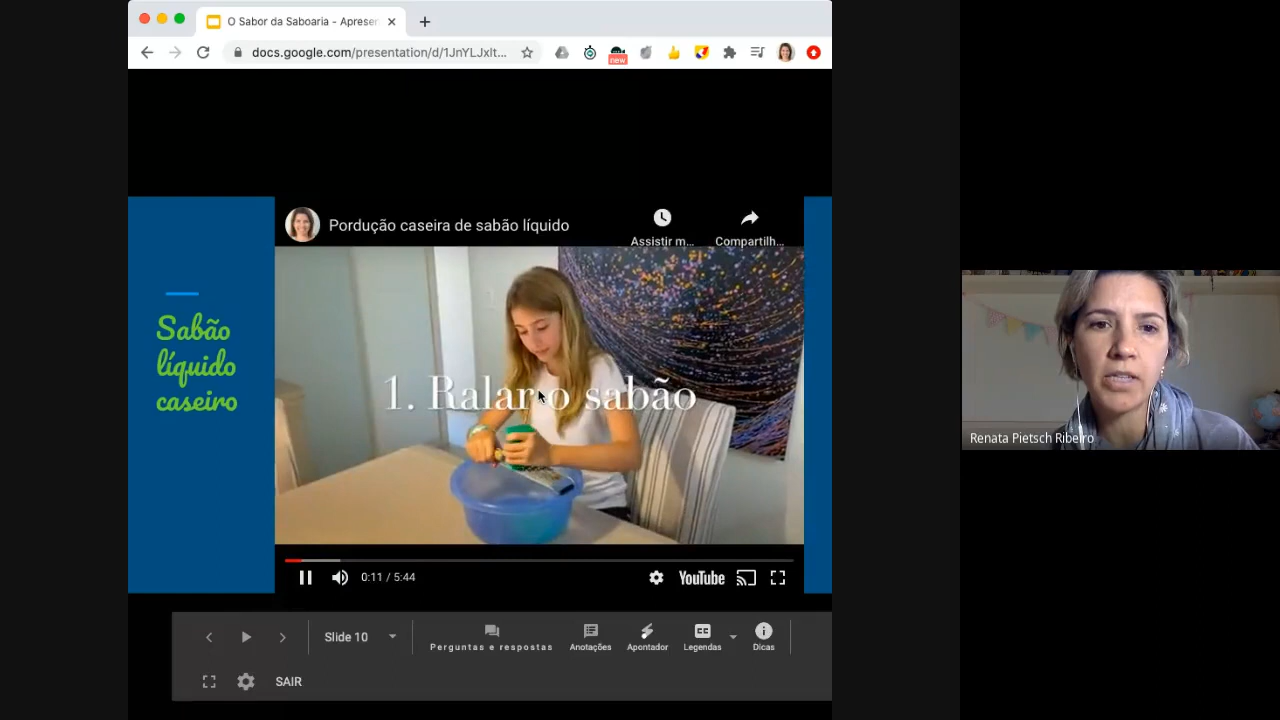 O Sabor da Saboaria - Apresen
docs.google.com/presentation/d/1JnYLJxIt...
new
Pordução caseira de sabão líquido
Assistir m...
Compartilh...
Sabão
líquido
caseiro
1. Ralar o sabão
0:11 / 5:44
YouTube
Renata Pietsch Ribeiro
Slide 10
Perguntas e respostas
Anotações
Apontador
CC
Legendas
Dicas
SAIR